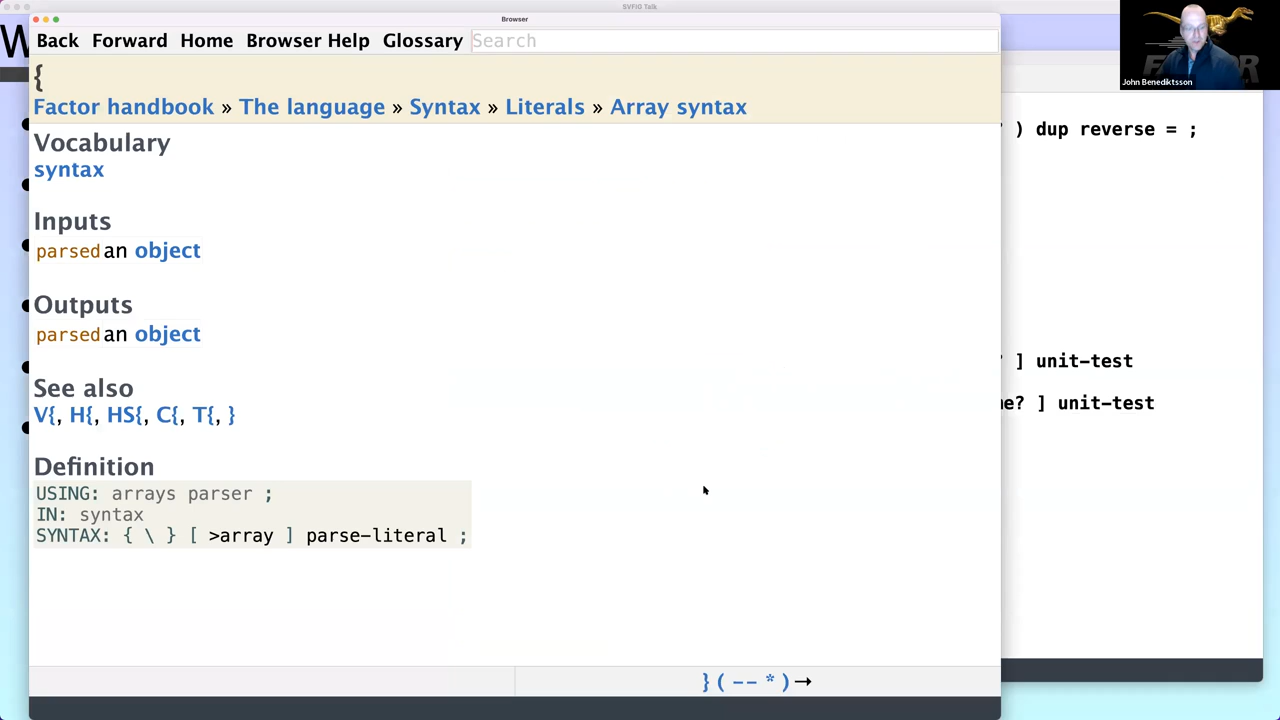 SVFIG Talk
Browser
Back Forward Home Browser Help Glossary Search
{
Factor handbook » The language » Syntax » Literals » Array syntax
Vocabulary
syntax
Inputs
parsed an object
Outputs
parsed an object
See also
V{, H{, HS{, C{, T{, }
Definition
USING: arrays parser ;
IN: syntax
SYNTAX: { \ } [ >array ] parse-literal ;
} ( -- * ) →
W
) dup reverse = ;
] unit-test
me? ] unit-test
FACTOR
John Benediktsson